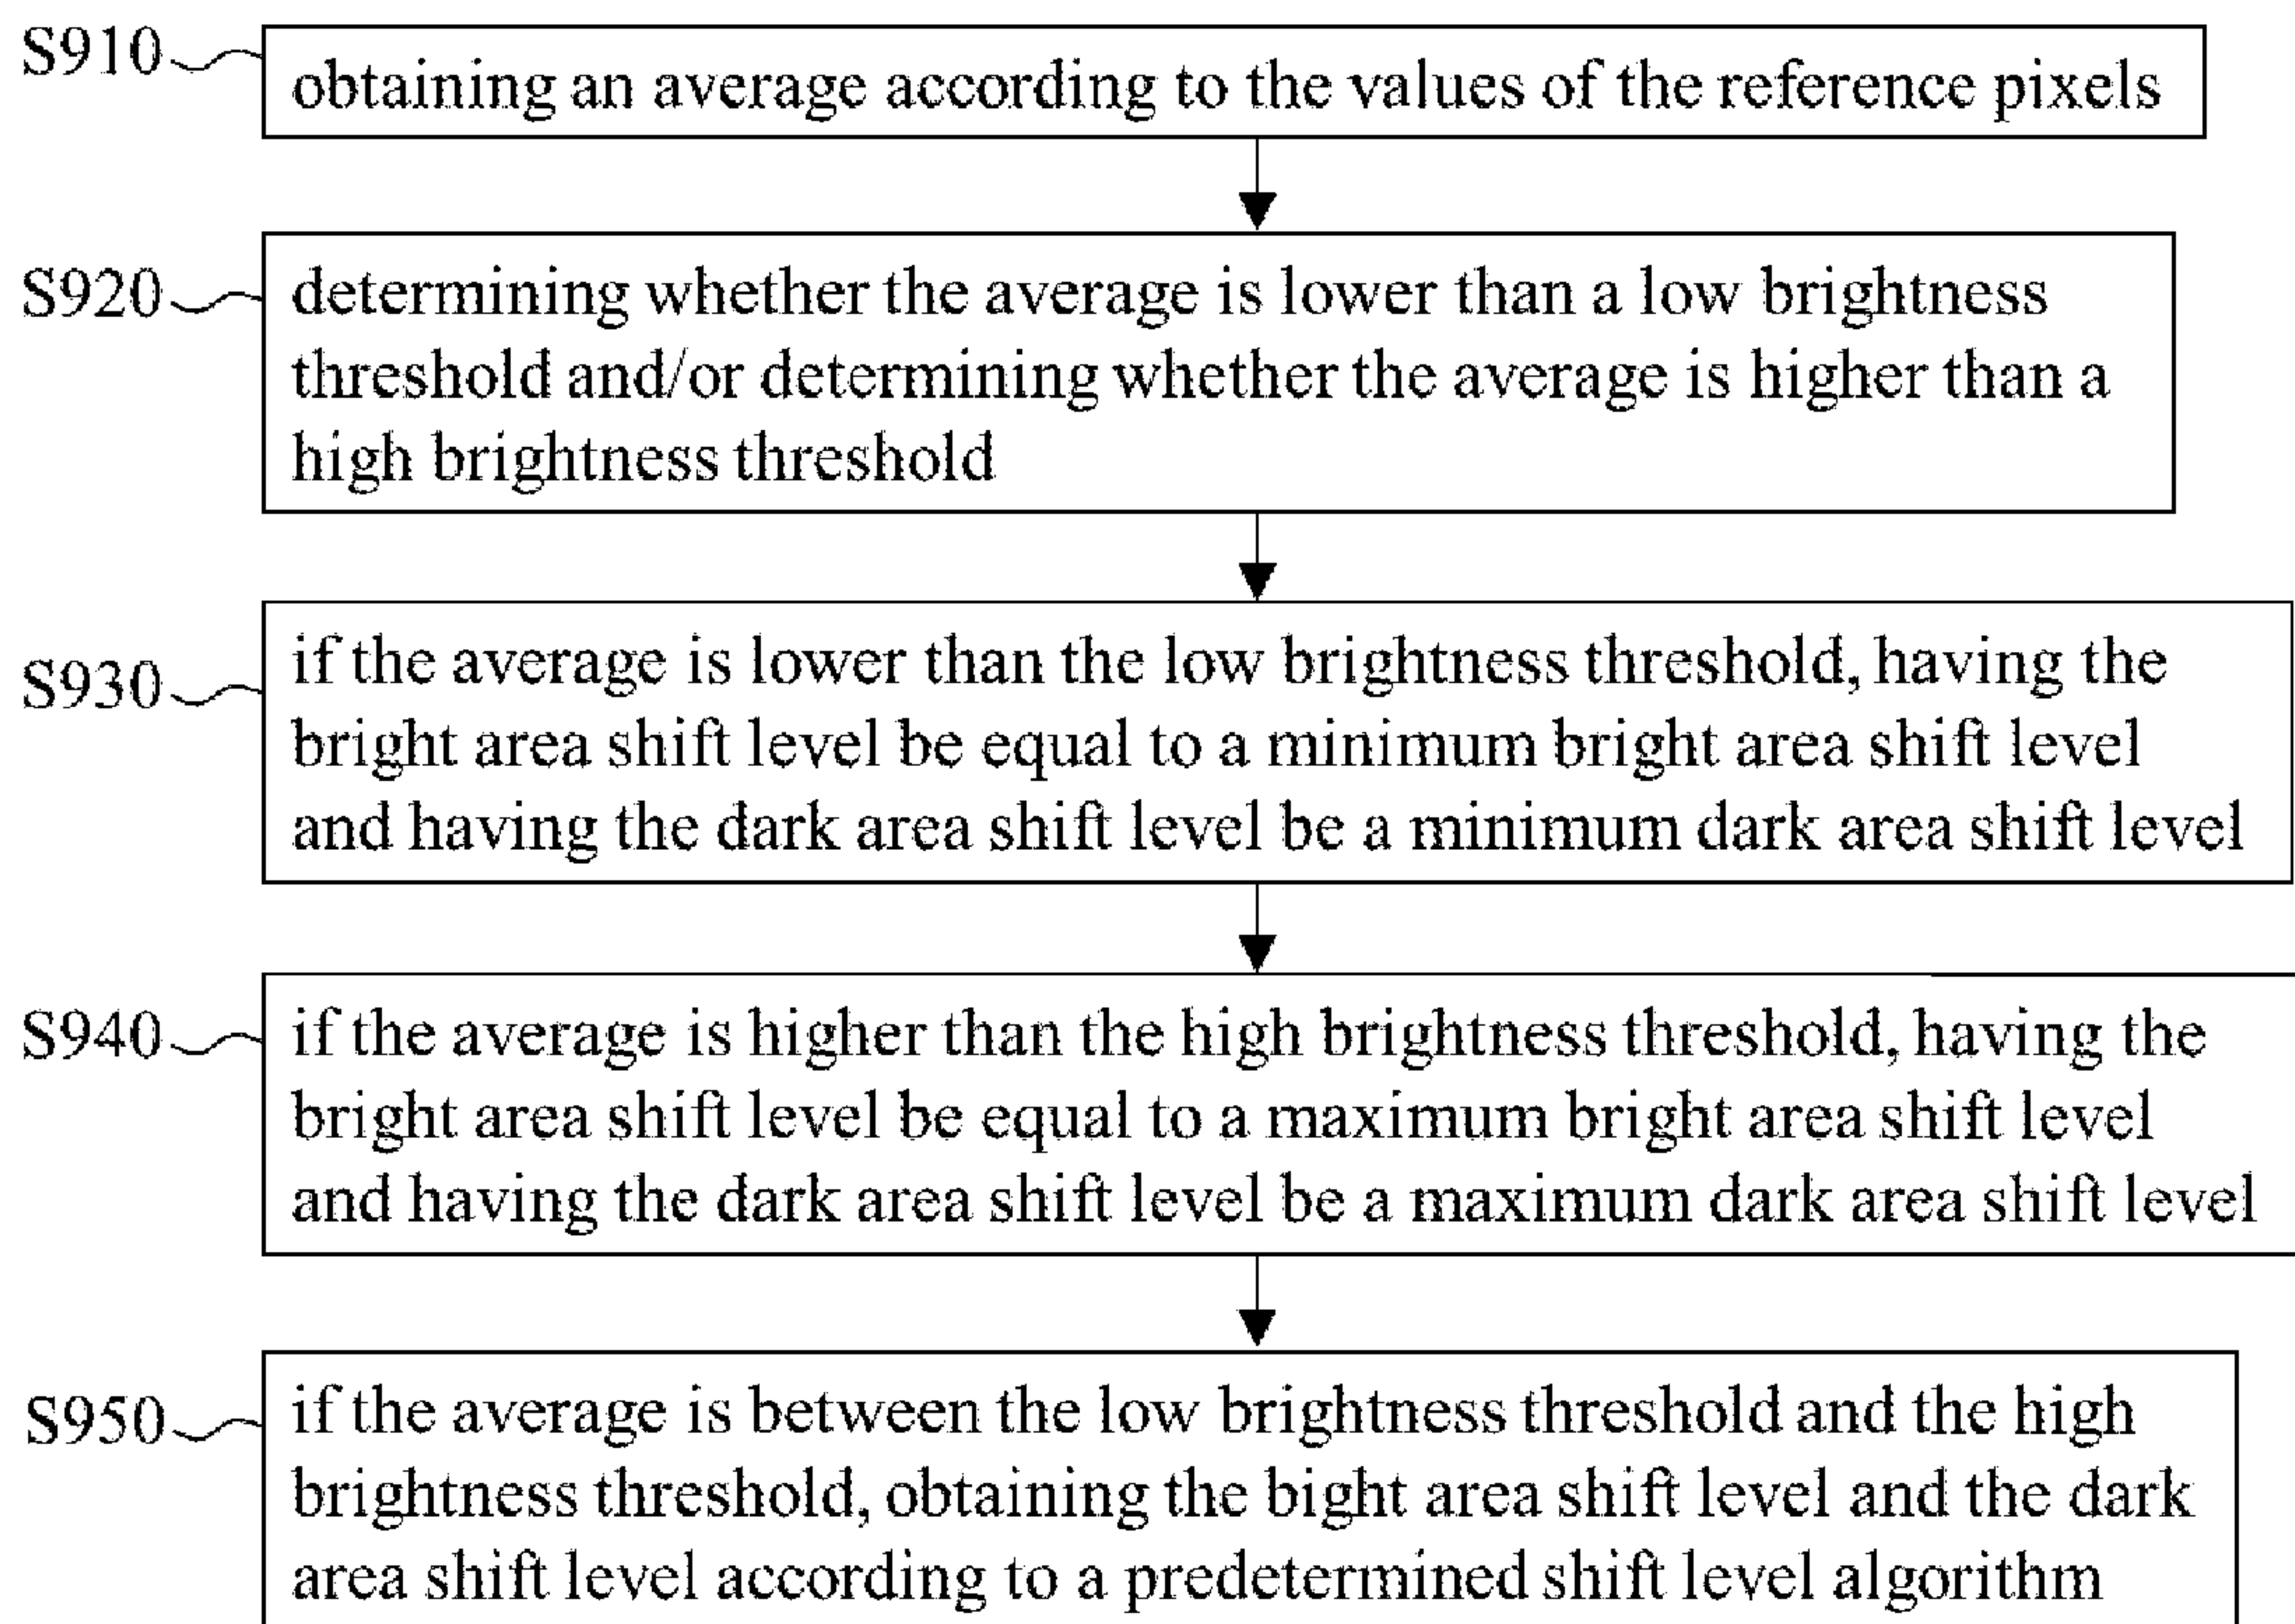 S910
obtaining an average according to the values of the reference pixels
S920
determining whether the average is lower than a low brightness
threshold and/or determining whether the average is higher than a
high brightness threshold
S930
if the average is lower than the low brightness threshold, having the
bright area shift level be equal to a minimum bright area shift level
and having the dark area shift level be a minimum dark area shift level
S940
if the average is higher than the high brightness threshold, having the
bright area shift level be equal to a maximum bright area shift level
and having the dark area shift level be a maximum dark area shift level
S950
if the average is between the low brightness threshold and the high
brightness threshold, obtaining the bight area shift level and the dark
area shift level according to a predetermined shift level algorithm